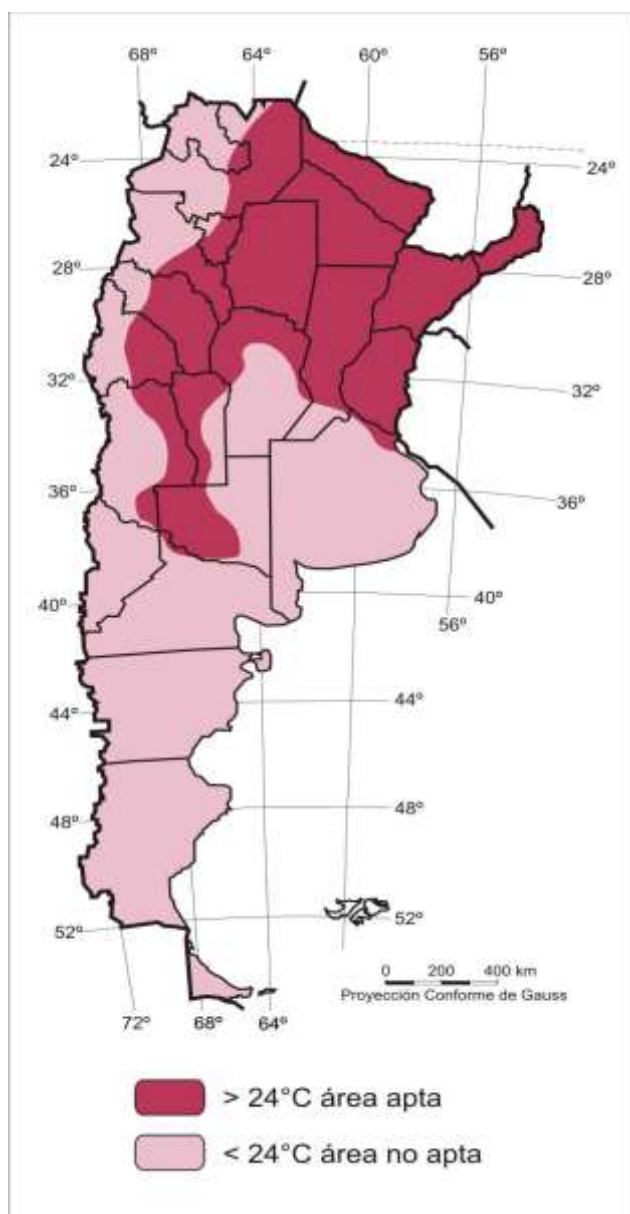 68º 64º 60º 56º
24º 24º
28º 28º
32º 32º
36º 36º
40º 40º
56º
44º 44º
48º 48º
52º 52º
0 200 400 km
Proyección Conforme de Gauss
72º 68º 64º
> 24°C área apta
< 24°C área no apta